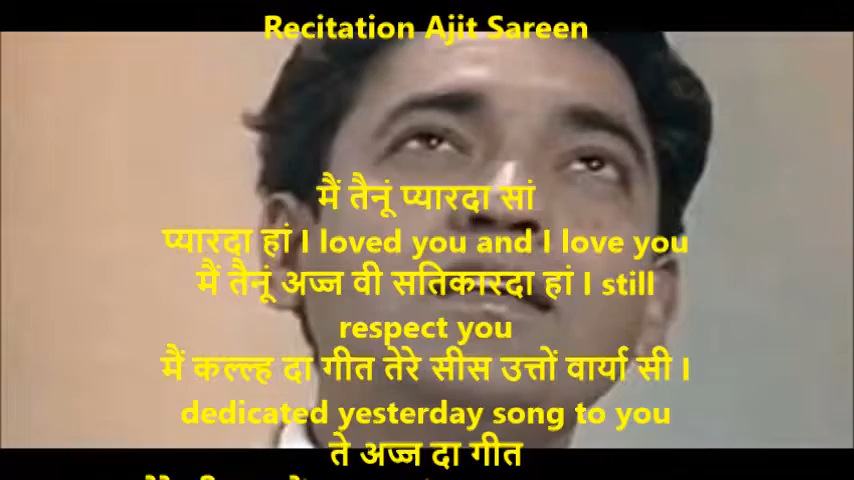 Recitation Ajit Sareen
मैं तैनूं प्यारदा सां
प्यारदा हां I loved you and I love you
मैं तैनूं अज्ज वी सतिकारदा हां I still
respect you
मैं कल्ल्ह दा गीत तेरे सीस उत्तों वार्या सी I
dedicated yesterday song to you
ते अज्ज दा गीत